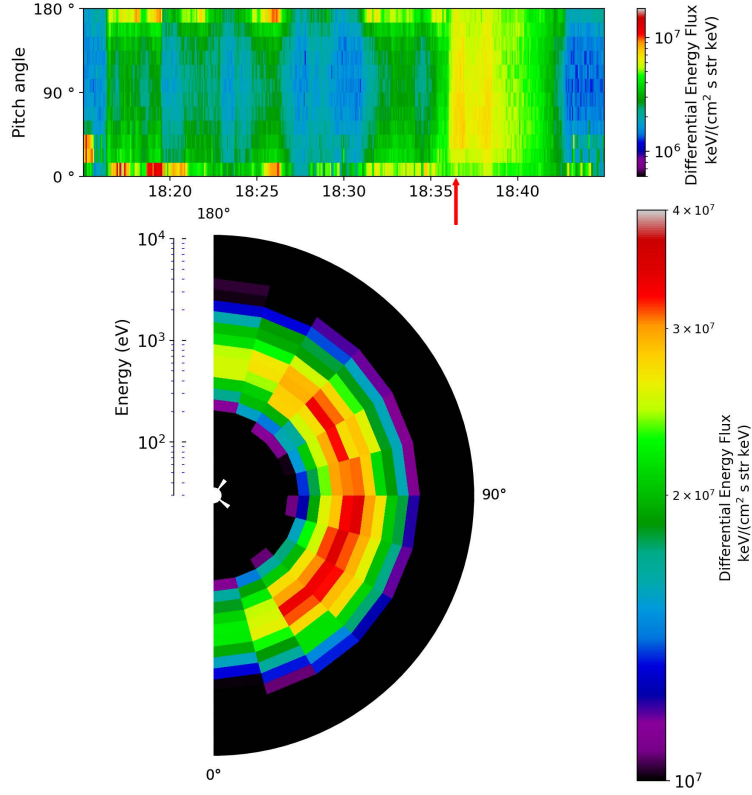 180 °
90 °
0 °
Pitch angle
18:20 18:25 18:30 18:35 18:40
10⁷
10⁶
Differential Energy Flux
keV/(cm² s str keV)
180°
10⁴
10³
10²
Energy (eV)
90°
0°
4 × 10⁷
3 × 10⁷
2 × 10⁷
10⁷
Differential Energy Flux
keV/(cm² s str keV)